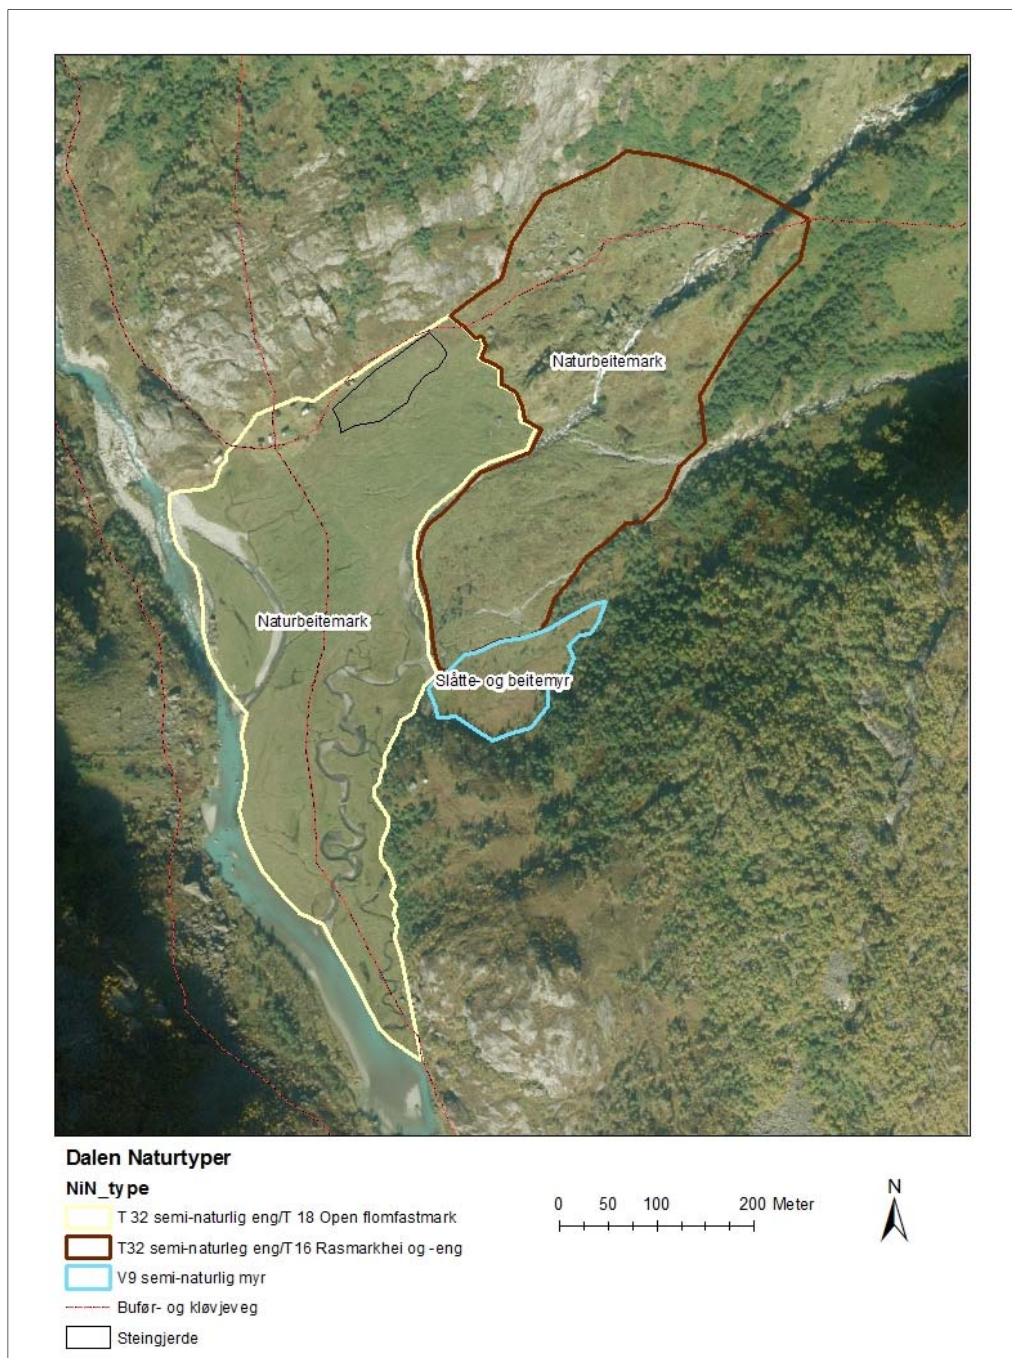 Naturbeitemark
Naturbeitemark
Slåtte- og beitemyr
Dalen Naturtyper
NiN_type
T 32 semi-naturlig eng/T 18 Open flomfastmark
T32 semi-naturleg eng/T16 Rasmarkhei og -eng
V9 semi-naturlig myr
Bufør- og kløvjeveg
Steingjerde
0 50 100 200 Meter
N